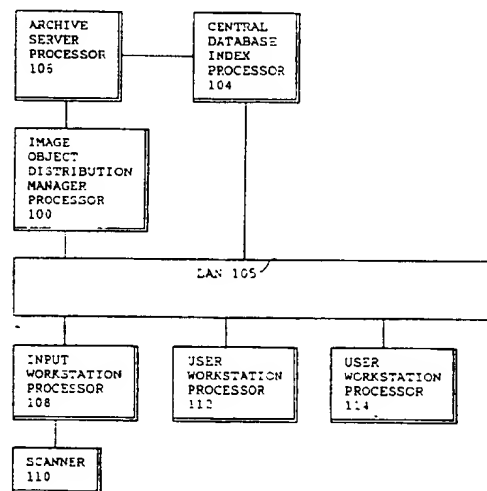 ARCHIVE
SERVER
PROCESSOR
106
CENTRAL
DATABASE
INDEX
PROCESSOR
104
IMAGE
OBJECT
DISTRIBUTION
MANAGER
PROCESSOR
100
LAN 105
INPUT
WORKSTATION
PROCESSOR
108
USER
WORKSTATION
PROCESSOR
112
USER
WORKSTATION
PROCESSOR
114
SCANNER
110